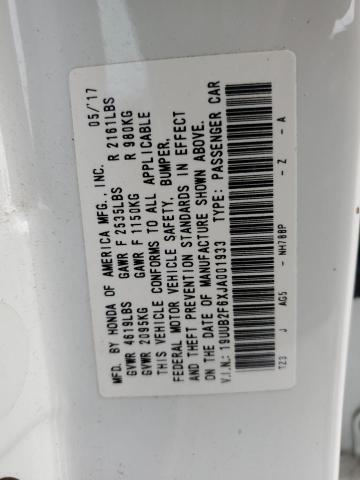 MFD. BY HONDA OF AMERICA MFG., INC. 05/'17
GVWR 4619LBS GAWR F 2535LBS R 2161LBS
GVWR 2095KG GAWR F 1150KG R 980KG
THIS VEHICLE CONFORMS TO ALL APPLICABLE
FEDERAL MOTOR VEHICLE SAFETY, BUMPER,
AND THEFT PREVENTION STANDARDS IN EFFECT
ON THE DATE OF MANUFACTURE SHOWN ABOVE.
V.I.N.: 19UUB2F6XJA001933 TYPE: PASSENGER CAR
TZ3 J AG5 - NH788P - Z - A